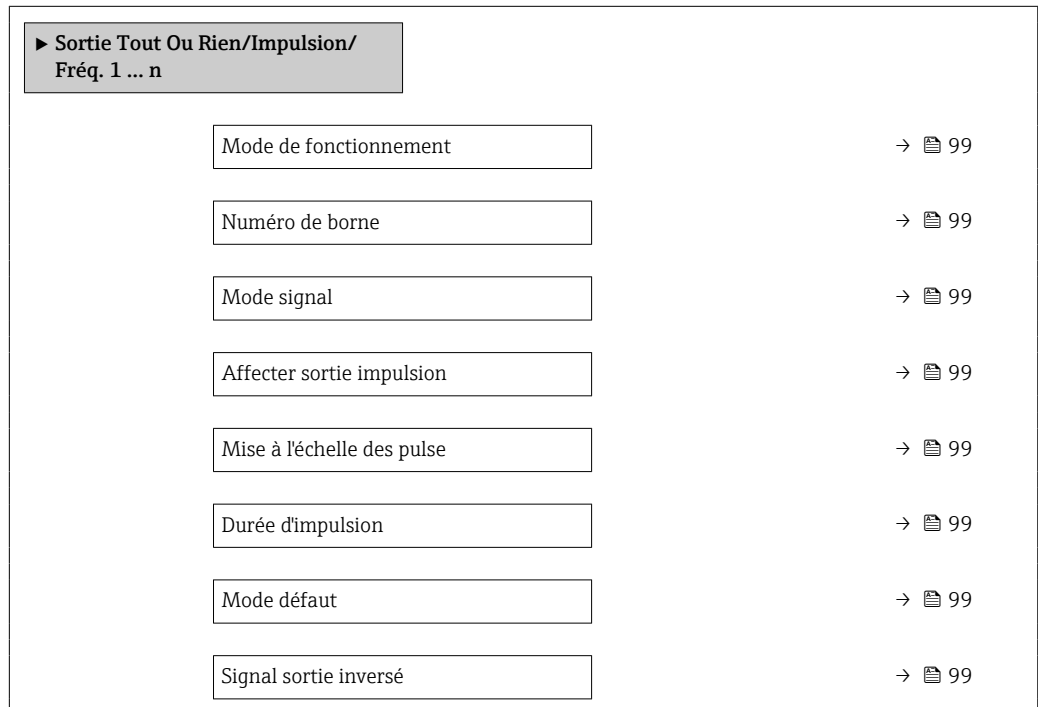 ▶ Sortie Tout Ou Rien/Impulsion/
Fréq. 1 ... n
Mode de fonctionnement → 99
Numéro de borne → 99
Mode signal → 99
Affecter sortie impulsion → 99
Mise à l'échelle des pulse → 99
Durée d'impulsion → 99
Mode défaut → 99
Signal sortie inversé → 99